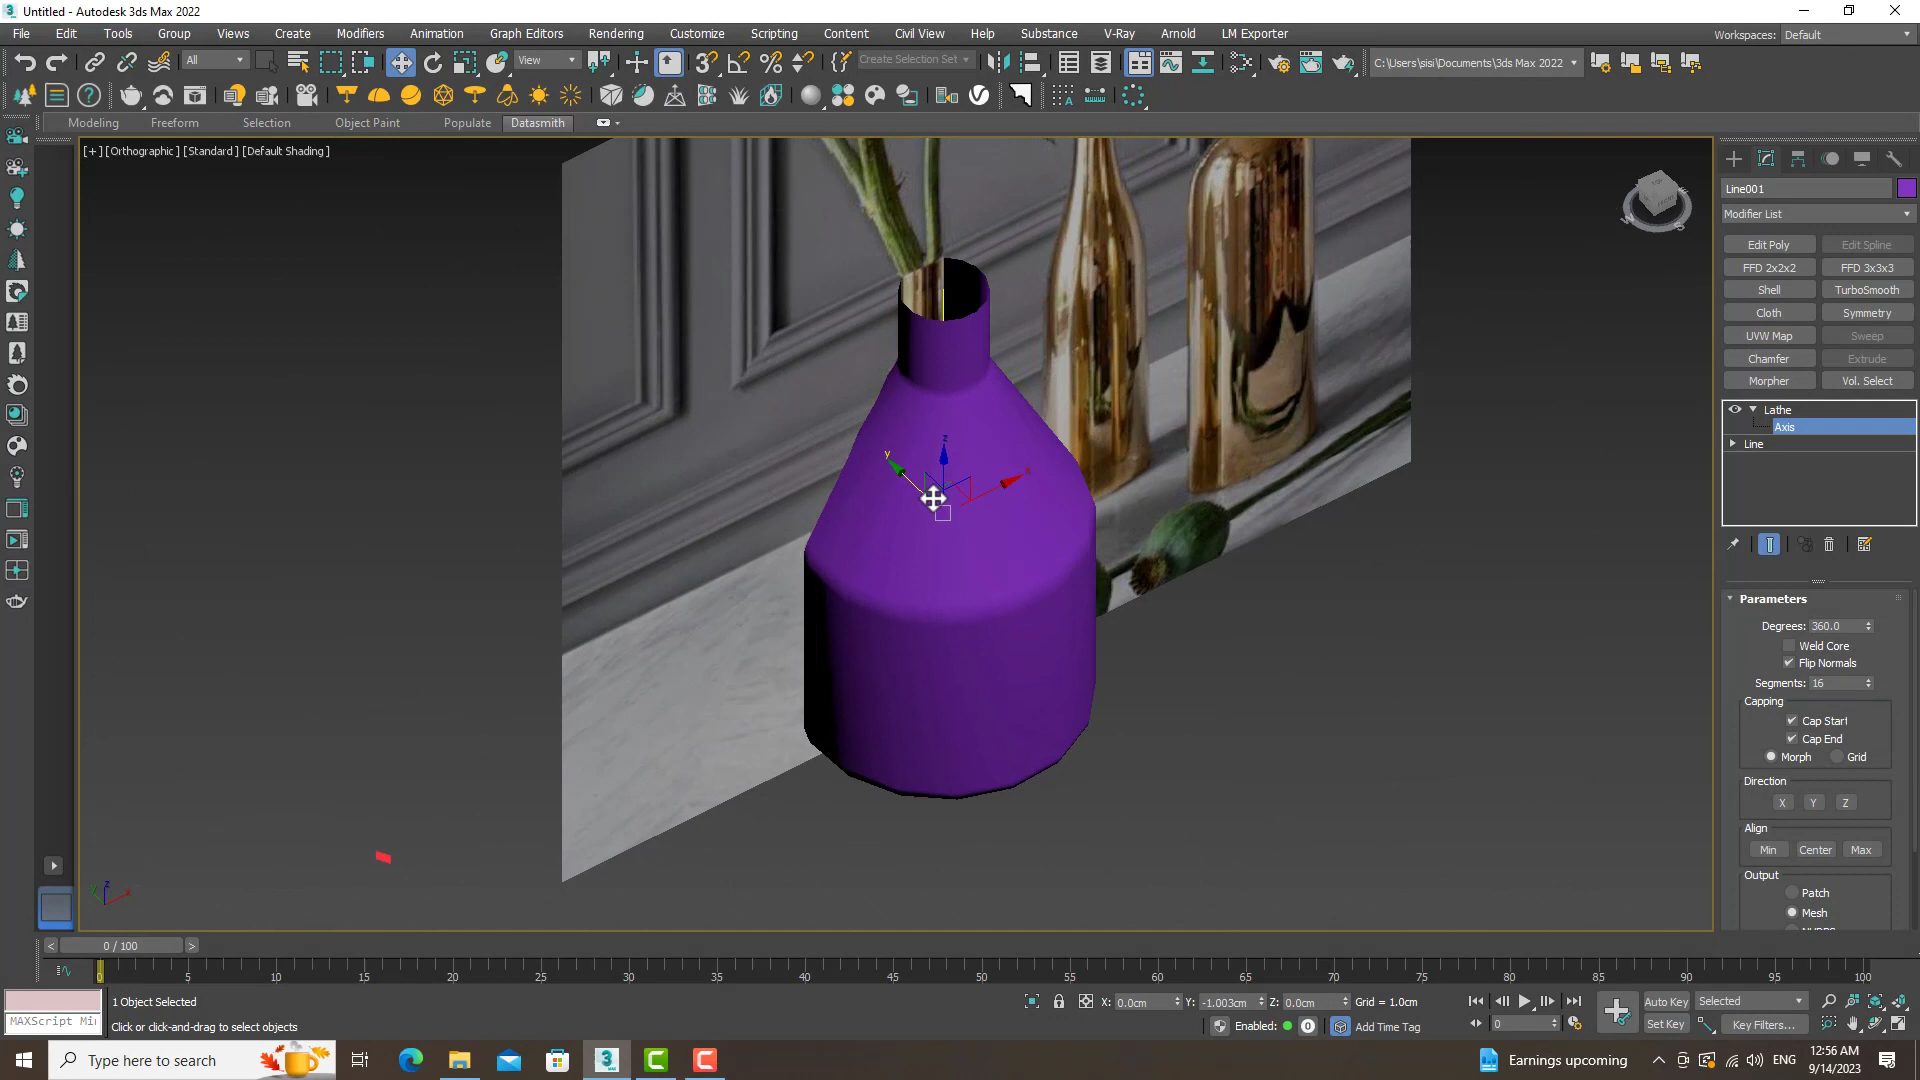 Untitled - Autodesk 3ds Max 2022
File Edit Tools Group Views Create Modifiers Animation Graph Editors Rendering Customize Scripting Content Civil View Help Substance V-Ray Arnold LM Exporter
Workspaces: Default
All View Create Selection Set C:\Users\sisi\Documents\3ds Max 2022
Modeling Freeform Selection Object Paint Populate Datasmith
[+] [Orthographic] [Standard] [Default Shading]
Line001
Modifier List
Edit Poly Edit Spline
FFD 2x2x2 FFD 3x3x3
Shell TurboSmooth
Cloth Symmetry
UVW Map Sweep
Chamfer Extrude
Morpher Vol. Select
Lathe
Axis
Line
z
y
x
Parameters
Degrees: 360.0
Weld Core
Flip Normals
Segments: 16
Capping
Cap Start
Cap End
Morph Grid
Direction
X Y Z
Align
Min Center Max
Output
Patch
Mesh
0 / 100
0 5 10 15 20 25 30 35 40 45 50 55 60 65 70 75 80 85 90 95 100
1 Object Selected
X: 0.0cm Y: -1.003cm Z: 0.0cm Grid = 1.0cm
Auto Key Selected
MAXScript Mi
Click or click-and-drag to select objects
Enabled: 0 Add Time Tag
0
Set Key Key Filters...
Type here to search
Earnings upcoming
ENG
12:56 AM
9/14/2023